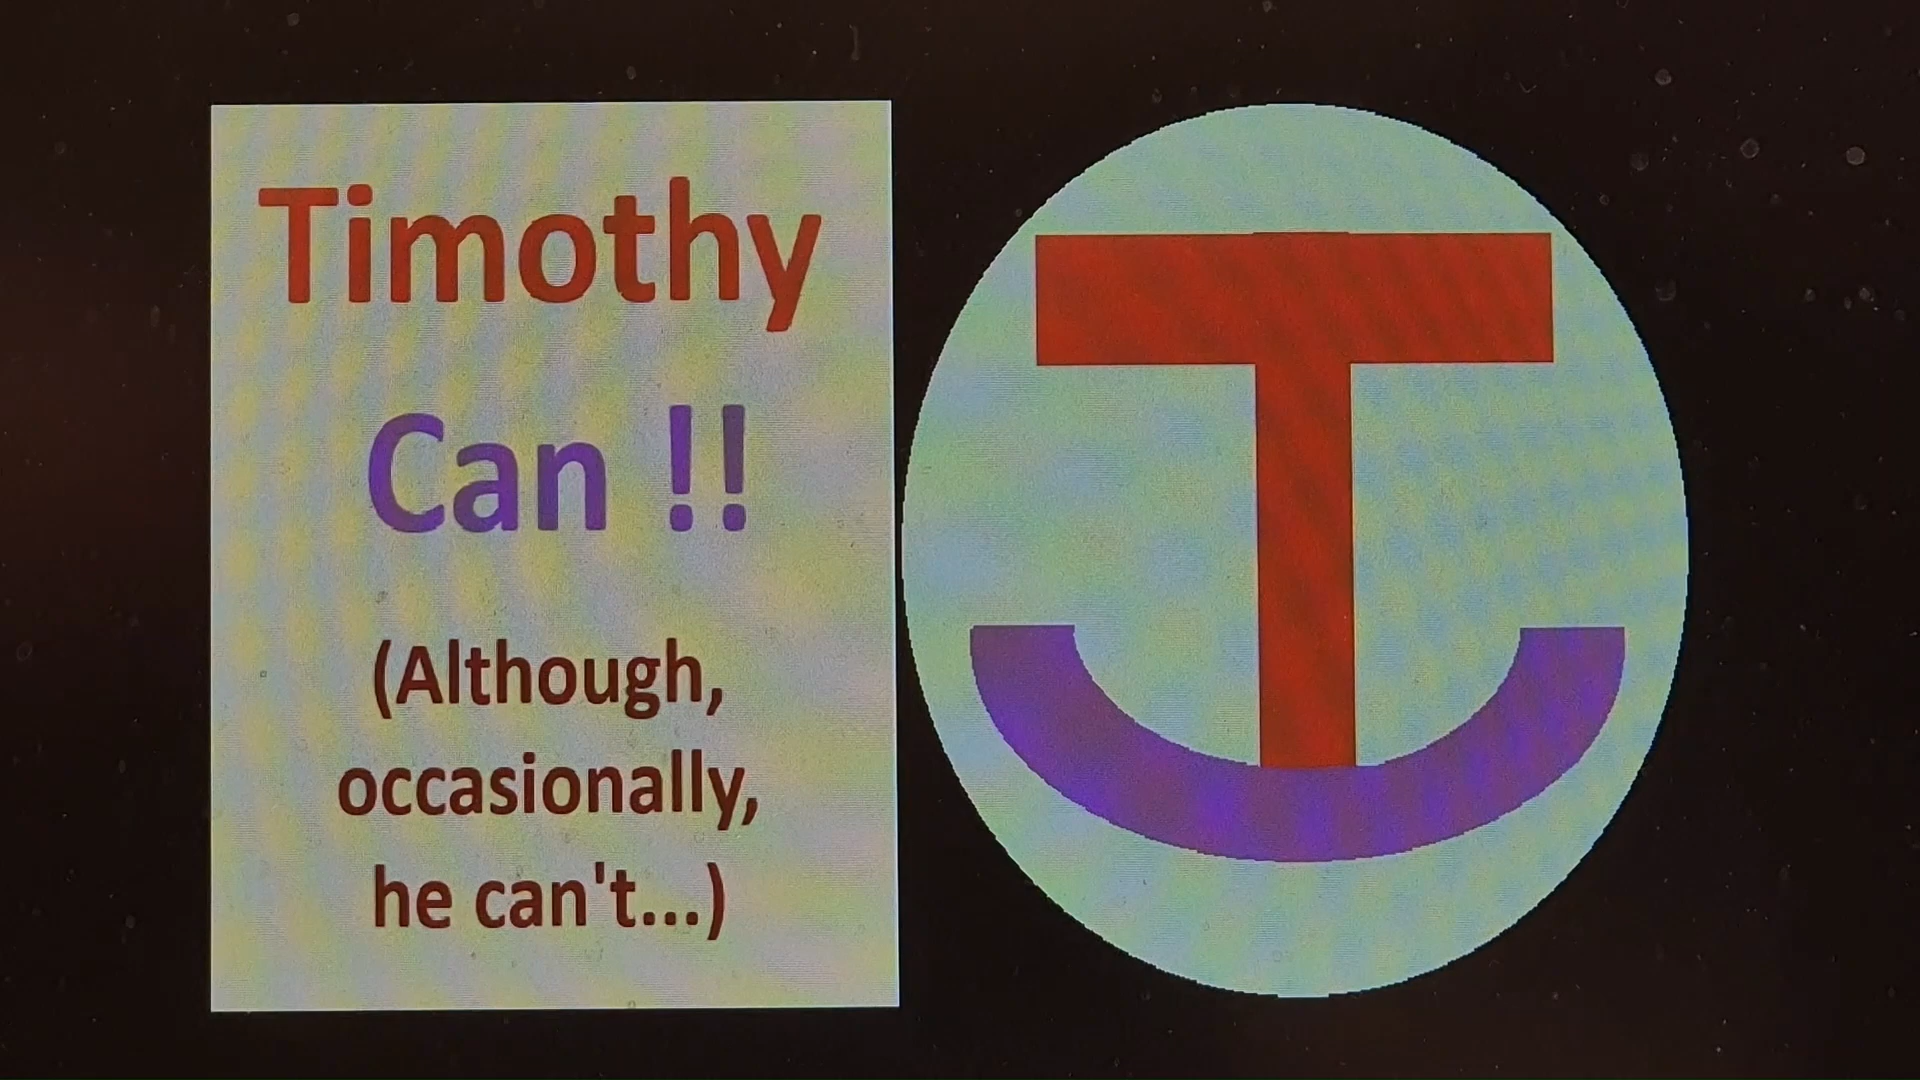 Timothy
Can !!
(Although,
occasionally,
he can't...)
T